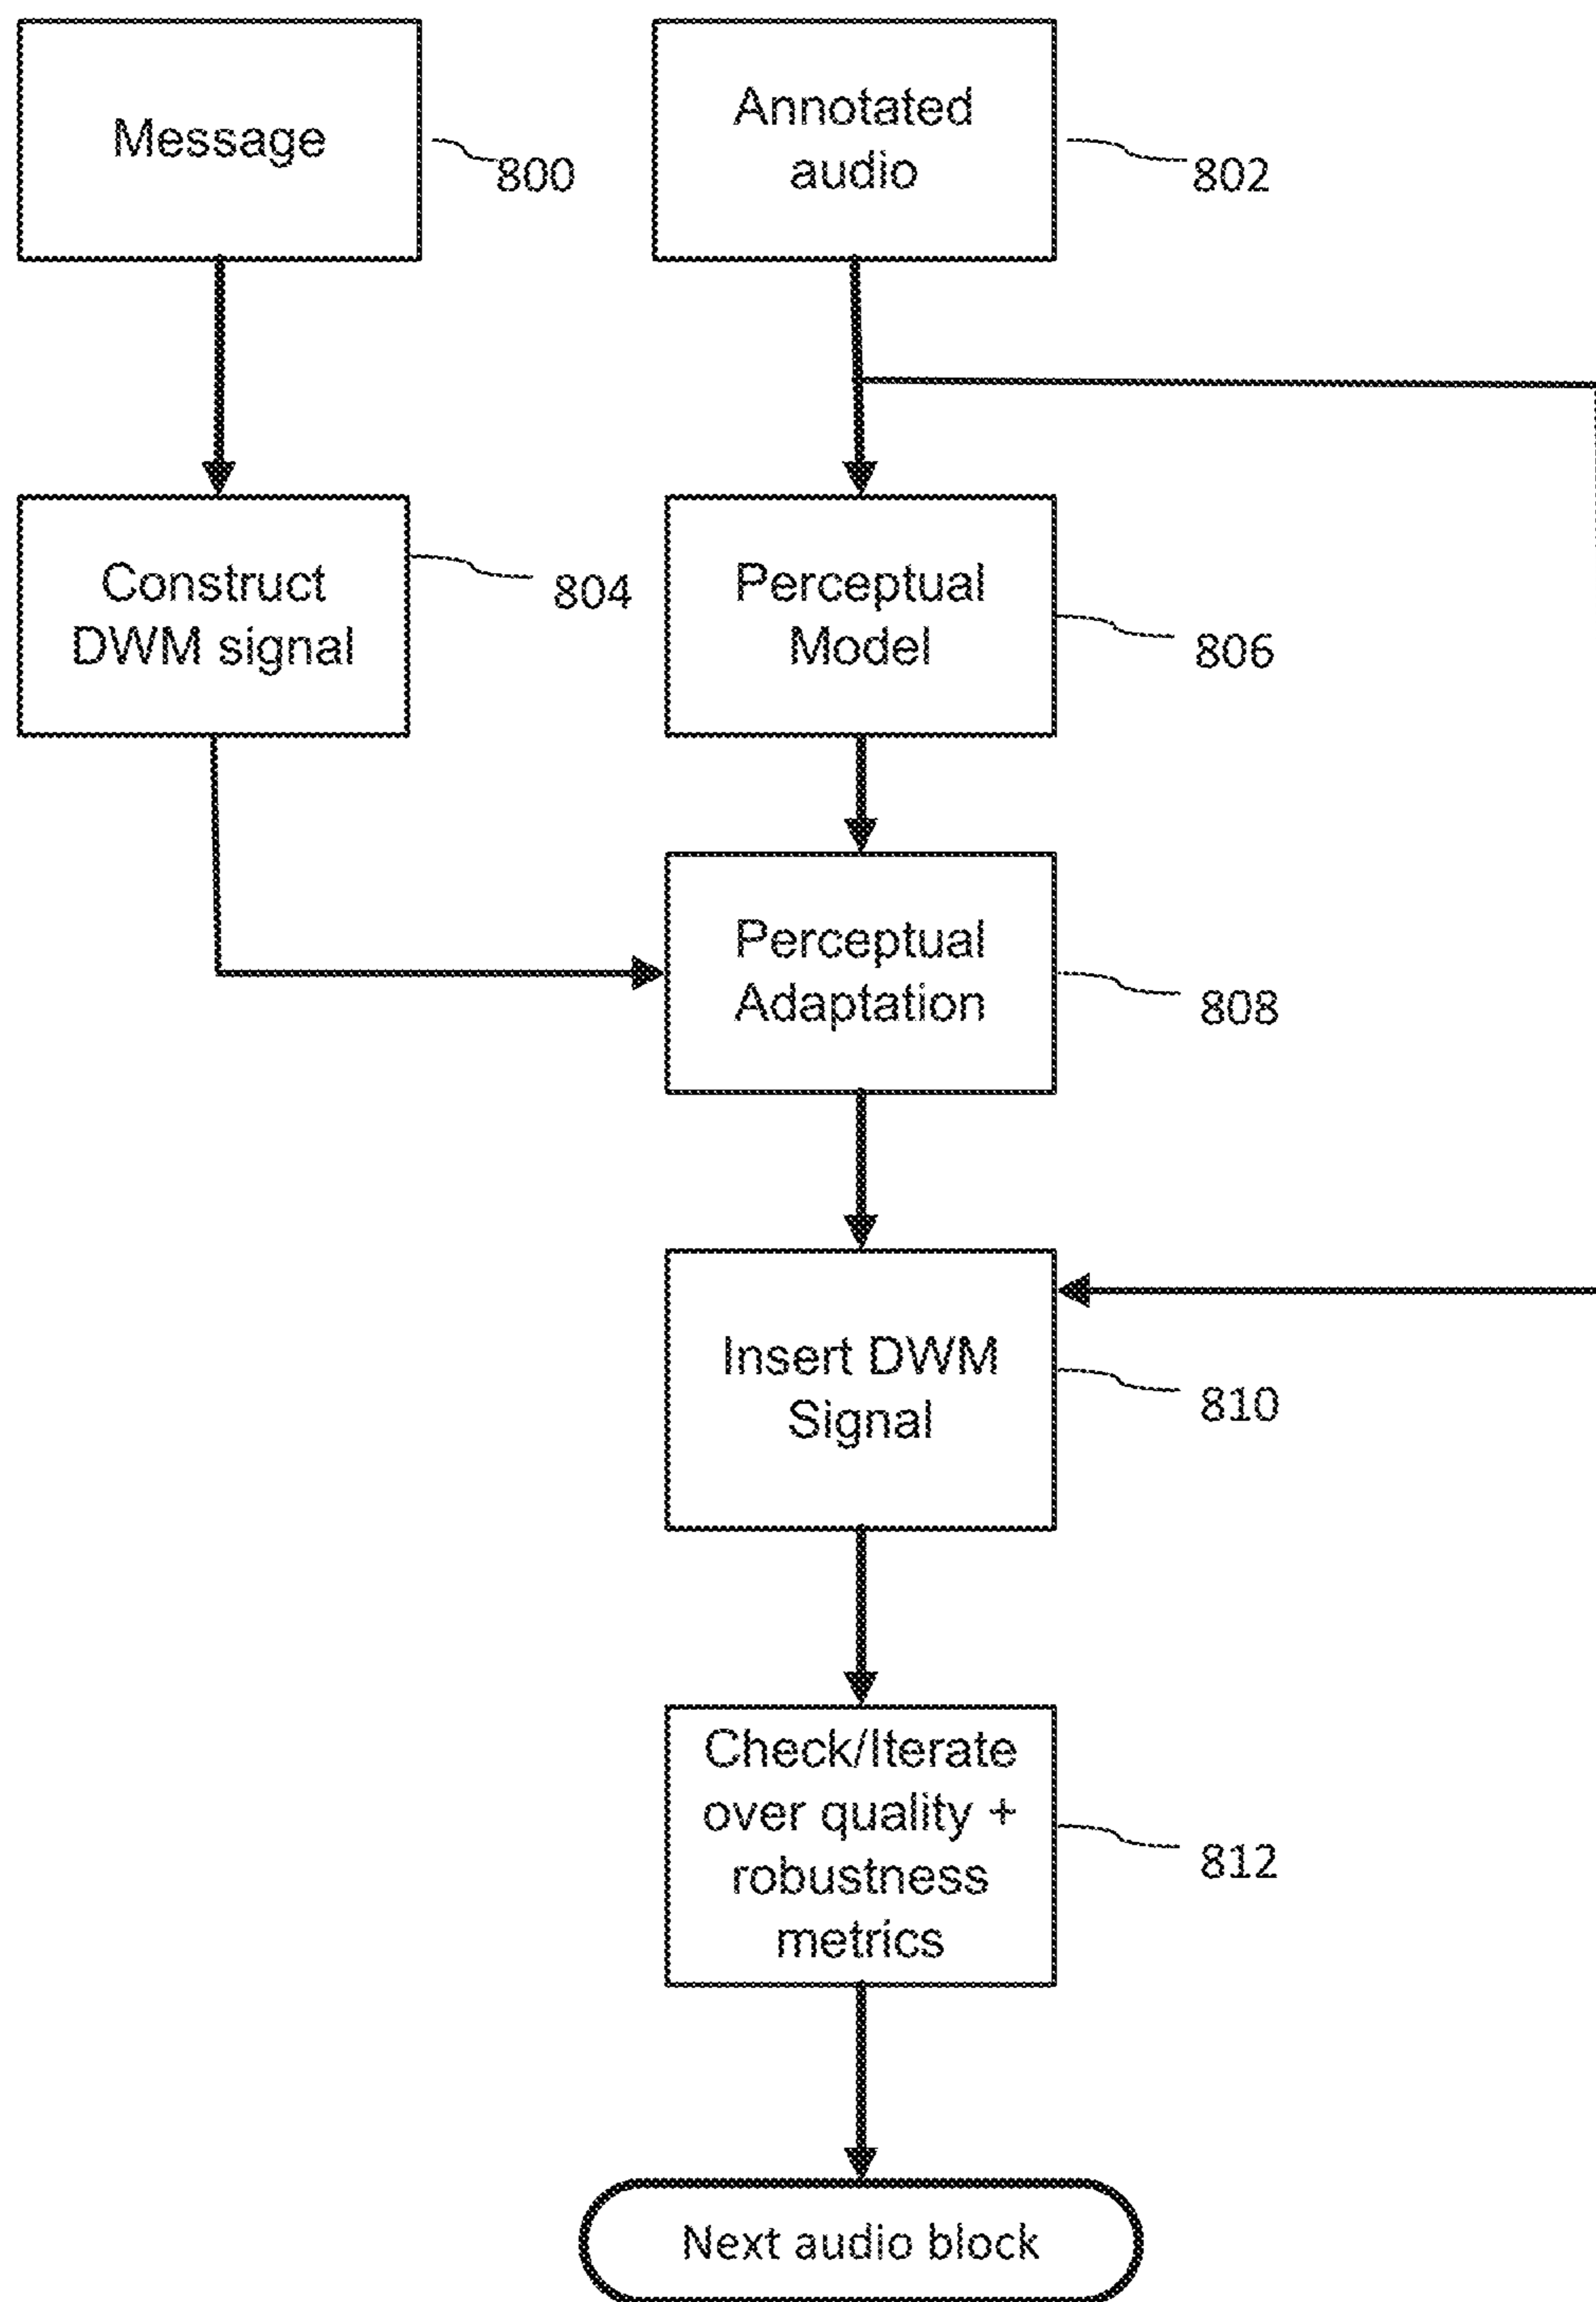 Message
800
Annotated
audio
802
Construct
DWM signal
804
Perceptual
Model
806
Perceptual
Adaptation
808
Insert DWM
Signal
810
Check/Iterate
over quality +
robustness
metrics
812
Next audio block